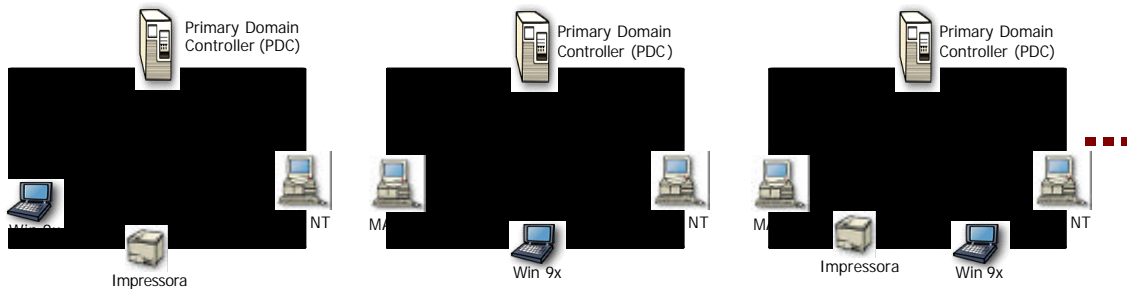 Primary Domain
Controller (PDC)
NT
Impressora
Primary Domain
Controller (PDC)
NT
Win 9x
Primary Domain
Controller (PDC)
NT
Impressora
Win 9x